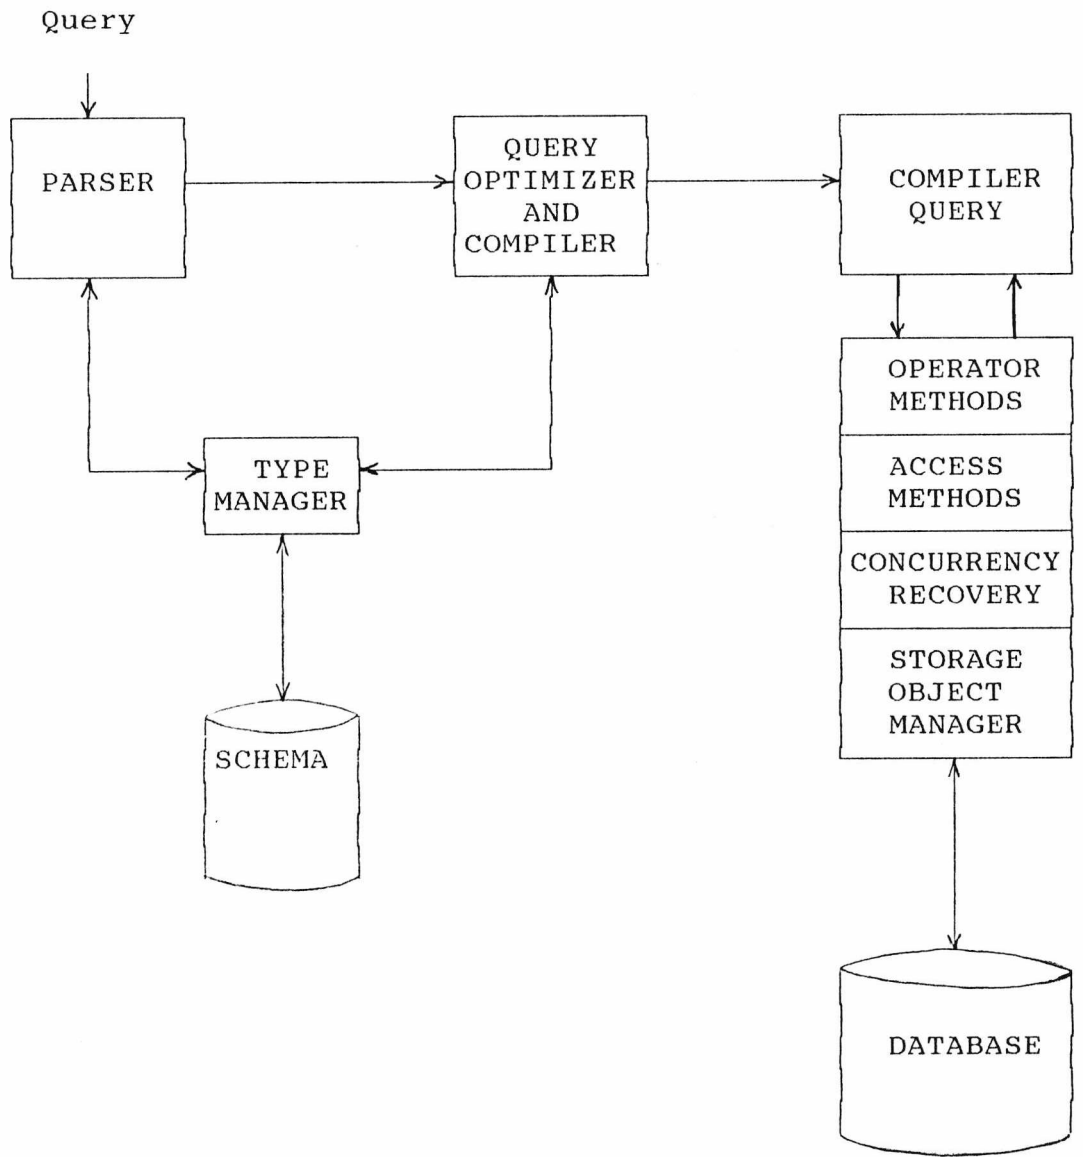 Query
PARSER
QUERY
OPTIMIZER
AND
COMPILER
COMPILER
QUERY
OPERATOR
METHODS
ACCESS
METHODS
CONCURRENCY
RECOVERY
STORAGE
OBJECT
MANAGER
TYPE
MANAGER
SCHEMA
DATABASE